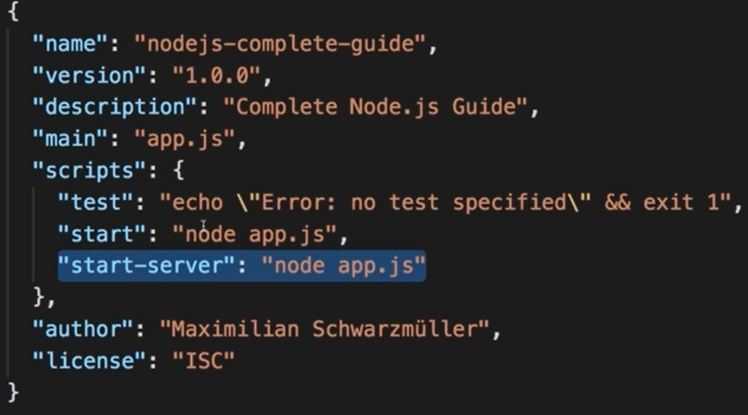 {
"name": "nodejs-complete-guide",
"version": "1.0.0",
"description": "Complete Node.js Guide",
"main": "app.js",
"scripts": {
"test": "echo \"Error: no test specified\" && exit 1",
"start": "node app.js",
"start-server": "node app.js"
},
"author": "Maximilian Schwarzmüller",
"license": "ISC"
}